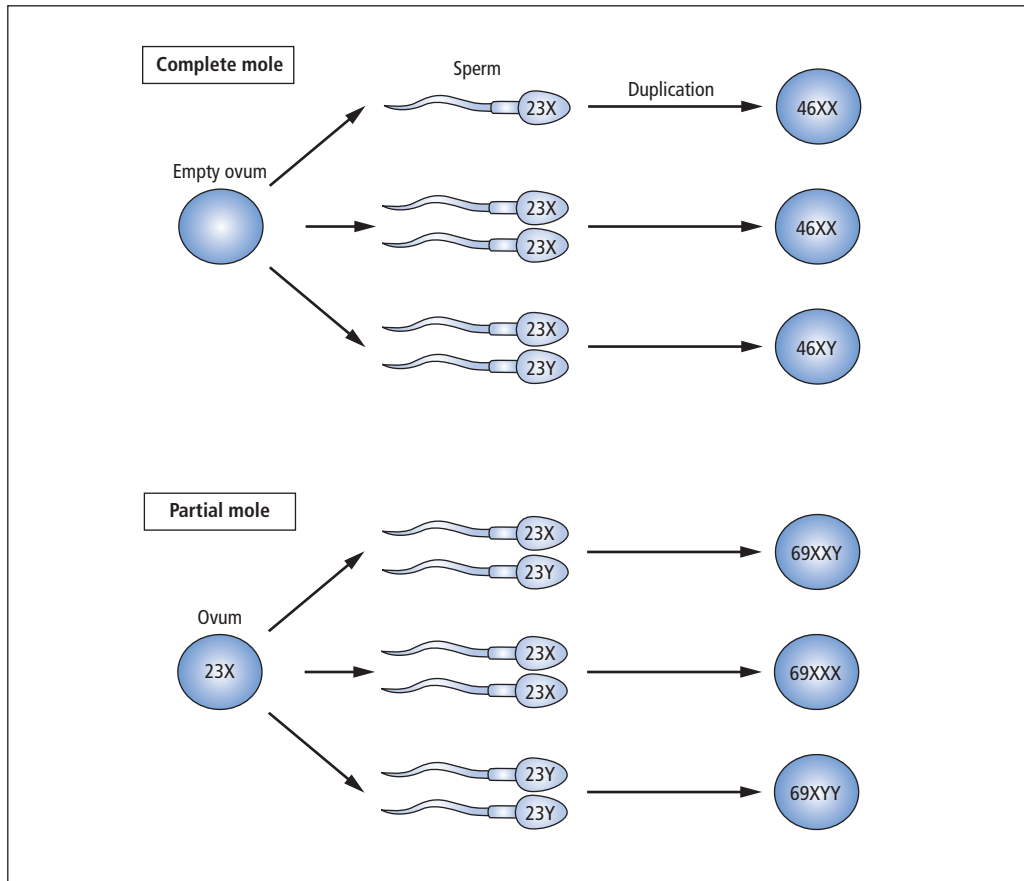 Complete mole
Sperm
23X
Duplication
46XX
Empty ovum
23X
23X
46XX
23X
23Y
46XY
Partial mole
23X
23Y
69XXY
Ovum
23X
23X
23X
69XXX
23Y
23Y
69XYY